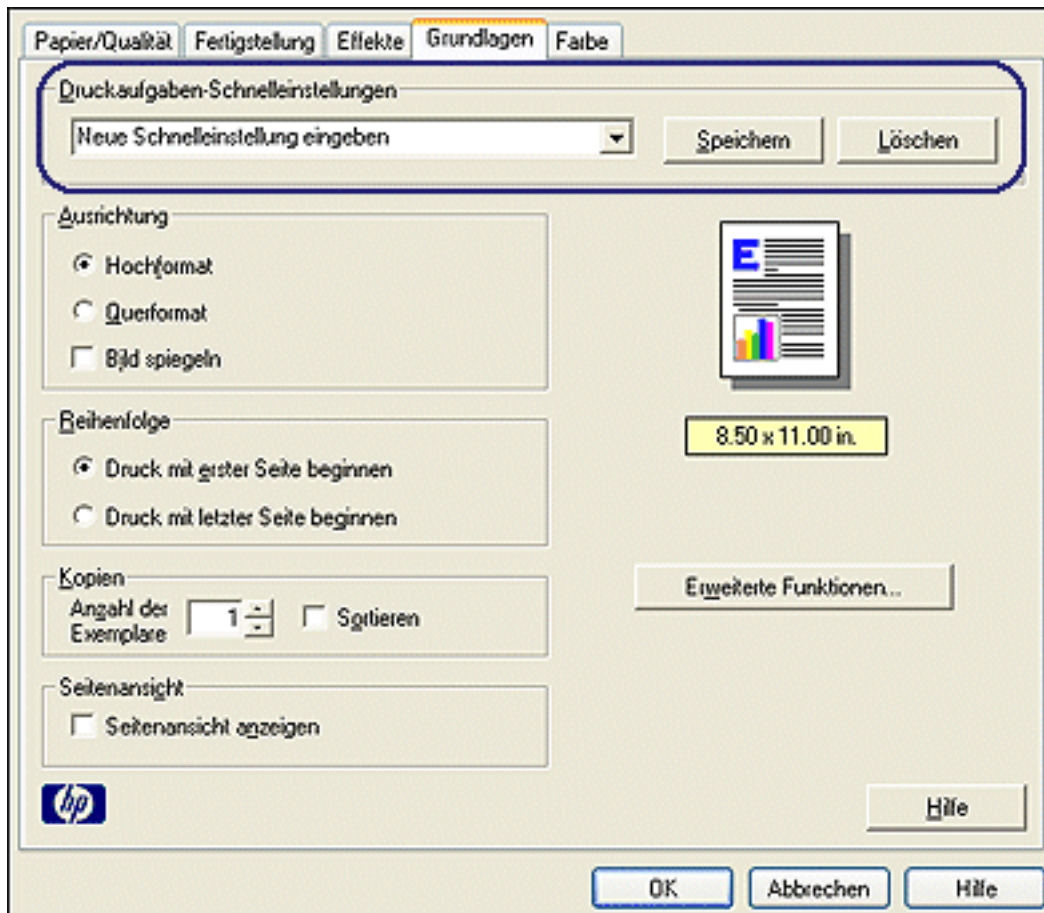 Papier/Qualität Fertigstellung Effekte Grundlagen Farbe
Druckaufgaben-Schnelleinstellungen
Neue Schnelleinstellung eingeben Speichern Löschen
Ausrichtung
Hochformat
Querformat
Bild spiegeln
E
8.50 x 11.00 in.
Reihenfolge
Druck mit erster Seite beginnen
Druck mit letzter Seite beginnen
Erweiterte Funktionen...
Kopien
Anzahl der
Exemplare
1 Sortieren
Seitenansicht
Seitenansicht anzeigen
hp
Hilfe
OK Abbrechen Hilfe